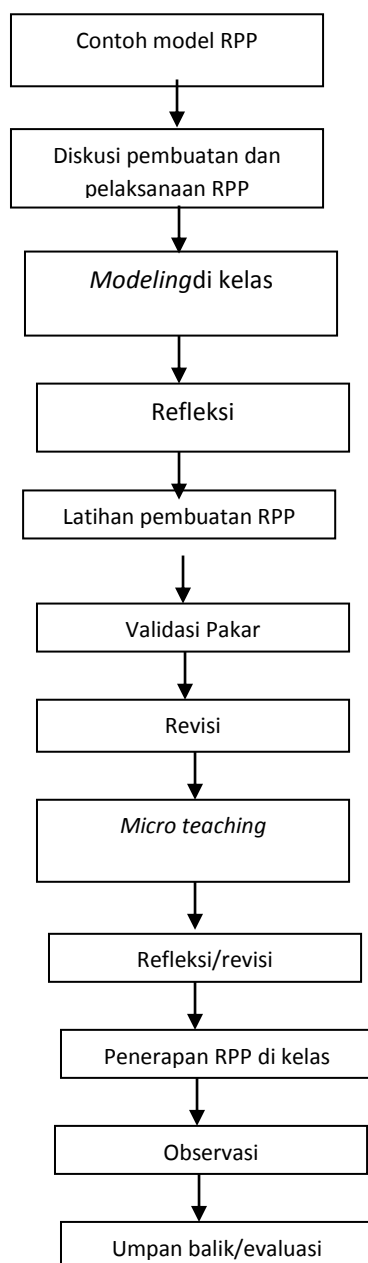 Contoh model RPP
Diskusi pembuatan dan
pelaksanaan RPP
Modelingdi kelas
Refleksi
Latihan pembuatan RPP
Validasi Pakar
Revisi
Micro teaching
Refleksi/revisi
Penerapan RPP di kelas
Observasi
Umpan balik/evaluasi